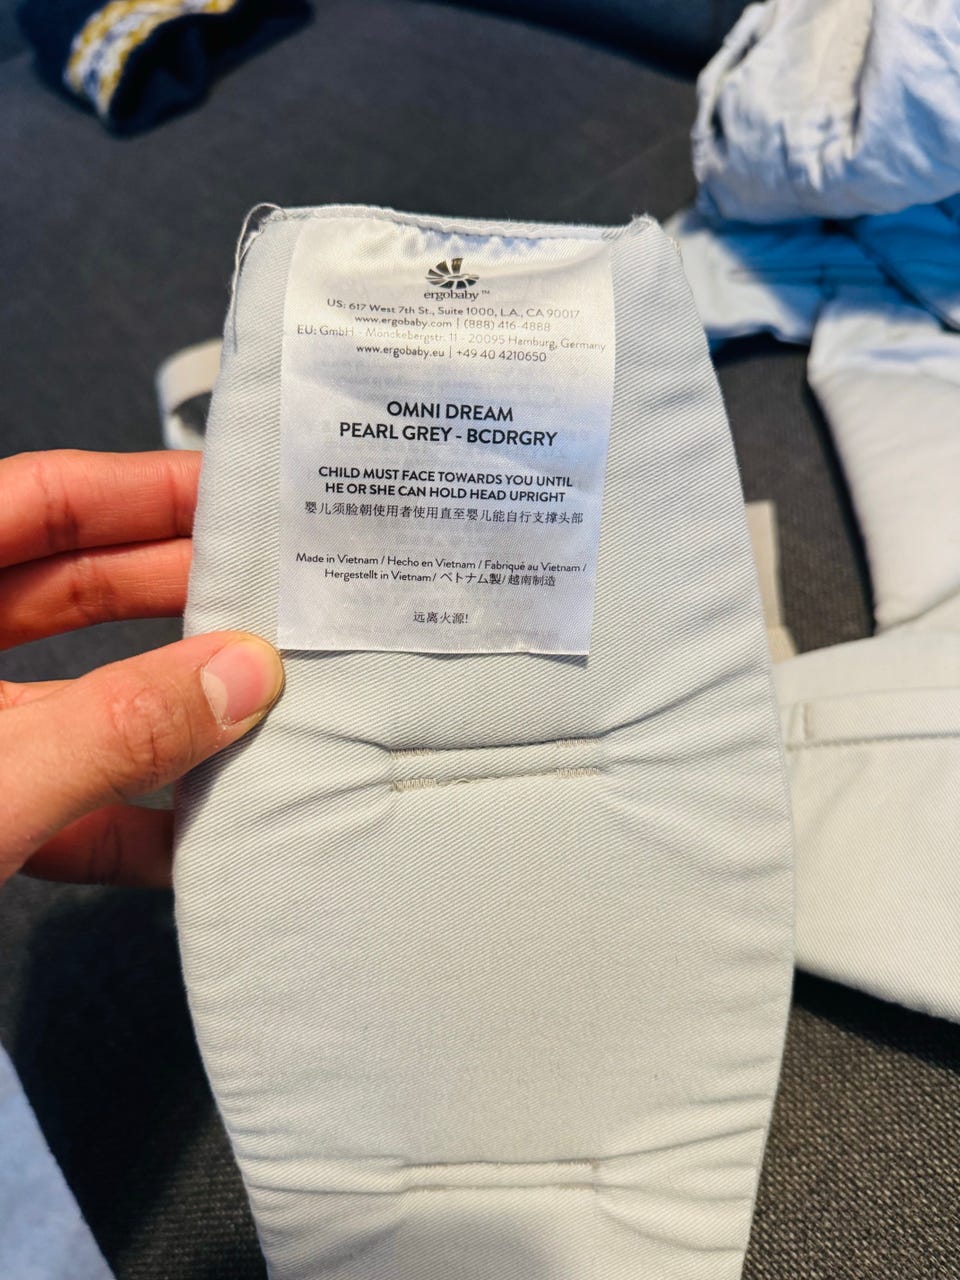 ergobaby™
US: 617 West 7th St., Suite 1000, L.A., CA 90017
www.ergobaby.com | (888) 416-4888
EU: GmbH - Mönckebergstr. 11 - 20095 Hamburg, Germany
www.ergobaby.eu | +49 40 4210650
OMNI DREAM
PEARL GREY - BCDRGRY
CHILD MUST FACE TOWARDS YOU UNTIL
HE OR SHE CAN HOLD HEAD UPRIGHT
婴儿须脸朝使用者使用直至婴儿能自行支撑头部
Made in Vietnam / Hecho en Vietnam / Fabriqué au Vietnam /
Hergestellt in Vietnam/ ベトナム製/ 越南制造
远离火源!